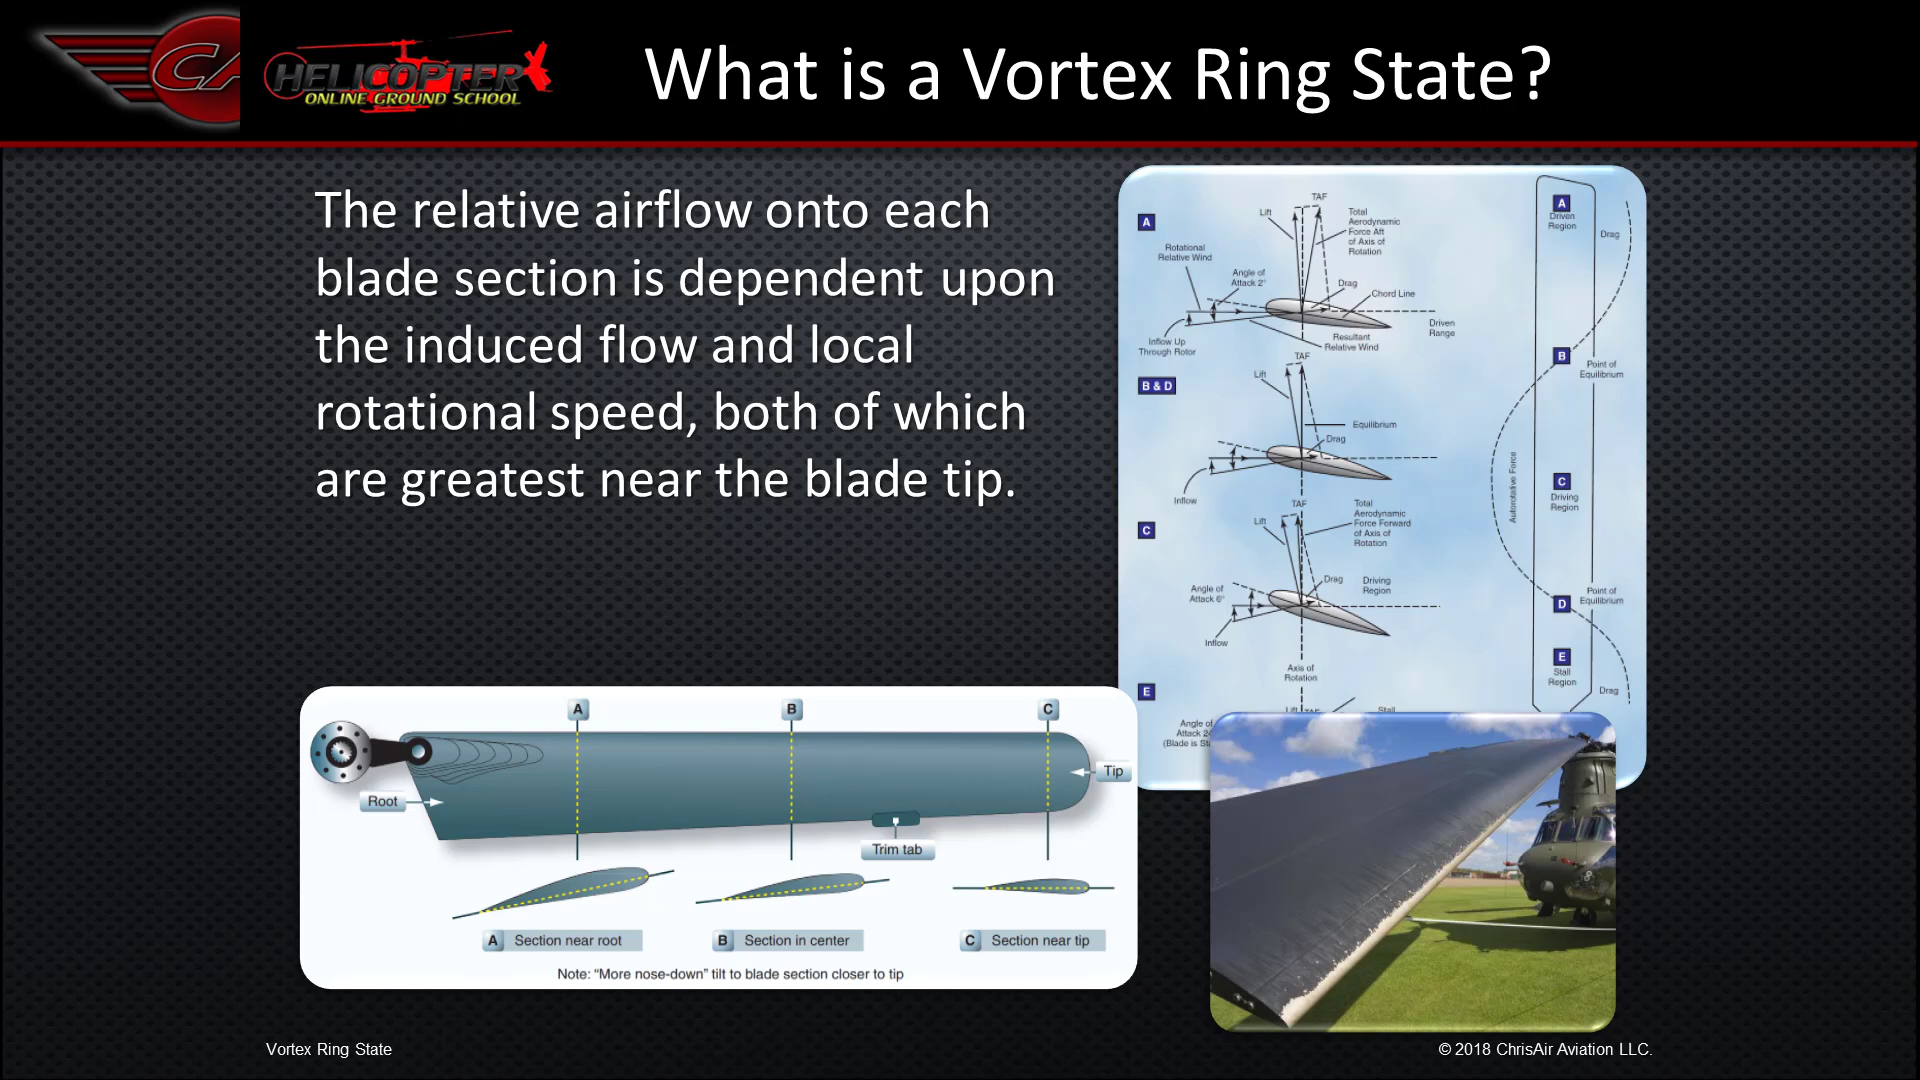 CA
HELICOPTER
ONLINE GROUND SCHOOL
What is a Vortex Ring State?
The relative airflow onto each
blade section is dependent upon
the induced flow and local
rotational speed, both of which
are greatest near the blade tip.
A
TAF
Lift
Total
Aerodynamic
Force Aft
of Axis of
Rotation
Rotational
Relative Wind
Angle of
Attack 2°
Drag
Chord Line
Driven
Range
Resultant
Relative Wind
Inflow Up
Through Rotor
B & D
TAF
Lift
Equilibrium
Drag
Inflow
C
TAF
Lift
Total
Aerodynamic
Force Forward
of Axis of
Rotation
Angle of
Attack 6°
Drag
Driving
Region
Inflow
Axis of
Rotation
E
Lift
TAF
Stall
Angle of
Attack 24
(Blade is
A
Driven
Region
Drag
B
Point of
Equilibrium
Autorotative Force
C
Driving
Region
D
Point of
Equilibrium
E
Stall
Region
Drag
A
B
C
Root
Tip
Trim tab
A Section near root
B Section in center
C Section near tip
Note: “More nose-down” tilt to blade section closer to tip
Vortex Ring State
© 2018 ChrisAir Aviation LLC.